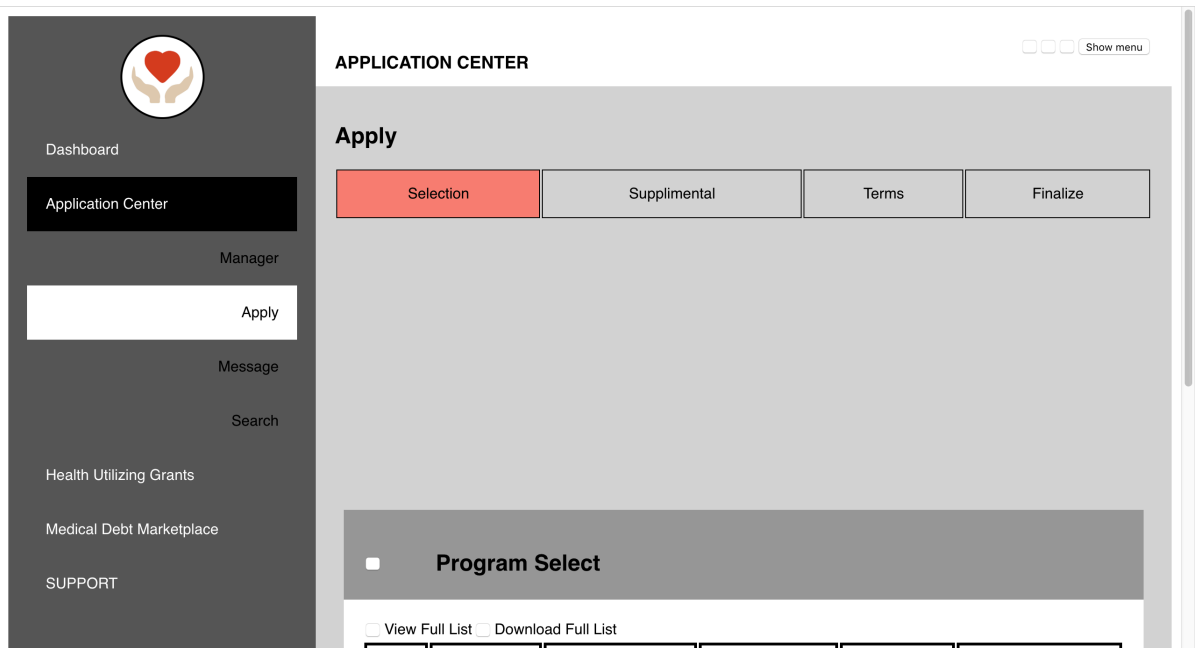 APPLICATION CENTER
Show menu
Dashboard
Application Center
Manager
Apply
Message
Search
Health Utilizing Grants
Medical Debt Marketplace
SUPPORT
Apply
Selection
Supplimental
Terms
Finalize
Program Select
View Full List
Download Full List